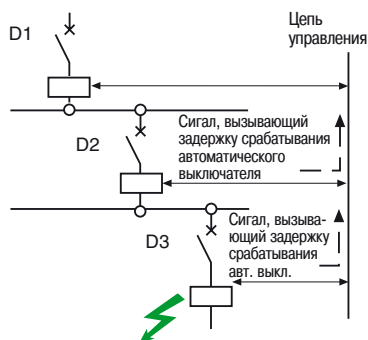 D1
Цепь
управления
D2
Сигал, вызывающий
задержку срабатывания
автоматического
выключателя
D3
Сигал, вызыва-
ющий задержку
срабатывания
авт. выкл.